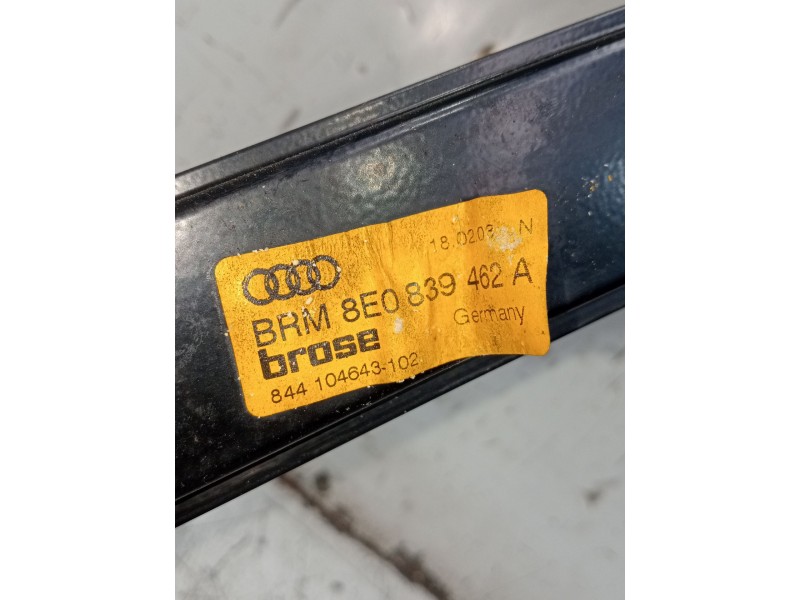 18.0203 N
BRM 8E0 839 462 A
brose Germany
844 104643-102